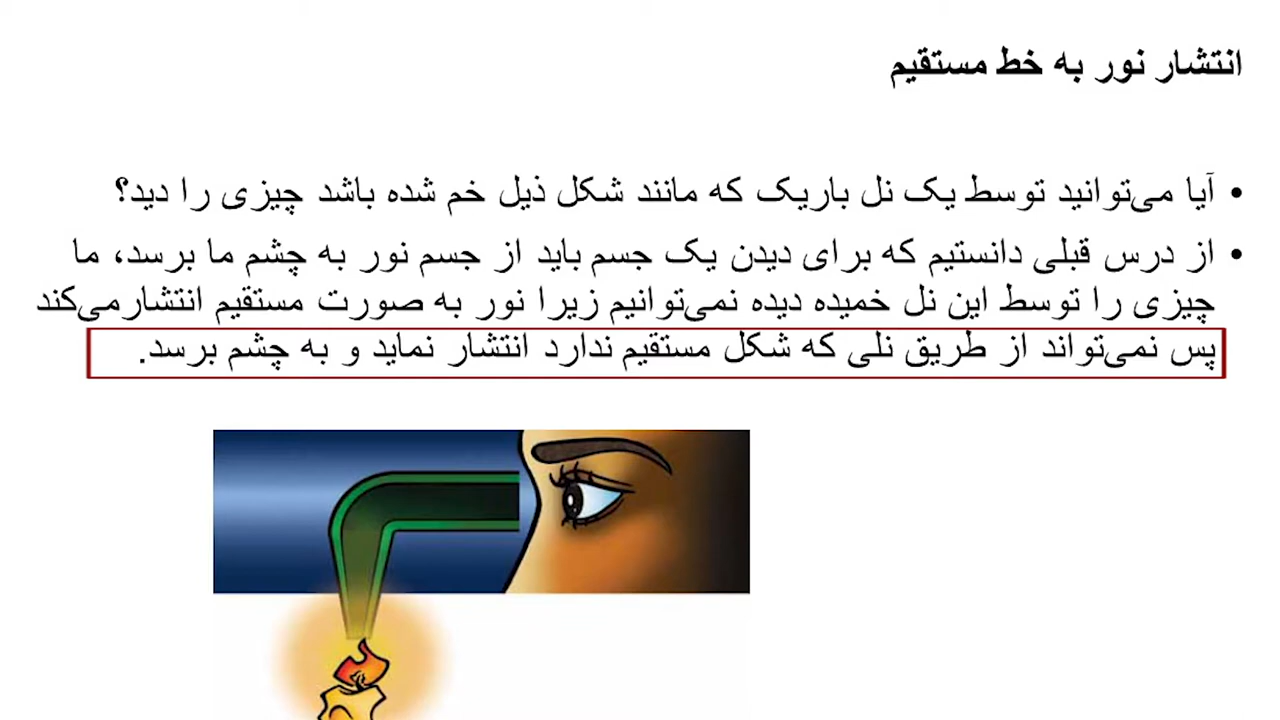 انتشار نور به خط مستقیم
• آیا می‌توانید توسط یک نل باریک که مانند شکل ذیل خم شده باشد چیزی را دید؟
• از درس قبلی دانستیم که برای دیدن یک جسم باید از جسم نور به چشم ما برسد، ما
چیزی را توسط این نل خمیده دیده نمی‌توانیم زیرا نور به صورت مستقیم انتشارمی‌کند
پس نمی‌تواند از طریق نلی که شکل مستقیم ندارد انتشار نماید و به چشم برسد.